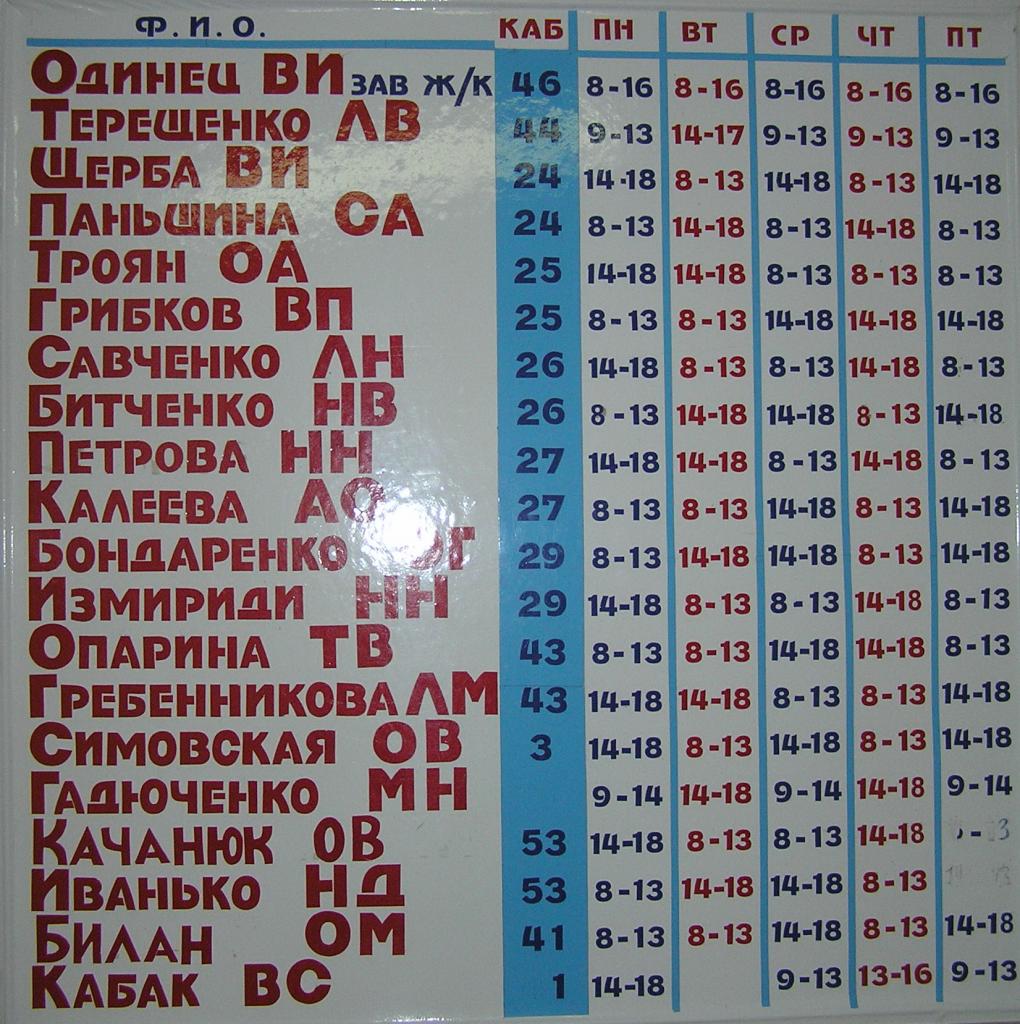 Ф.И.О. КАБ ПН ВТ СР ЧТ ПТ
ОДИНЕЦ ВИ ЗАВ Ж/К 46 8-16 8-16 8-16 8-16 8-16
ТЕРЕЩЕНКО ЛВ 44 9-13 14-17 9-13 9-13 9-13
ЩЕРБА ВИ 24 14-18 8-13 14-18 8-13 14-18
ПАНЬШИНА СА 24 8-13 14-18 8-13 14-18 8-13
ТРОЯН ОА 25 14-18 14-18 8-13 8-13 8-13
ГРИБКОВ ВП 25 8-13 8-13 14-18 14-18 14-18
САВЧЕНКО ЛН 26 14-18 8-13 8-13 14-18 8-13
БИТЧЕНКО НВ 26 8-13 14-18 14-18 8-13 14-18
ПЕТРОВА НН 27 14-18 14-18 8-13 14-18 8-13
КАЛЕЕВА АО 27 8-13 8-13 14-18 8-13 14-18
БОНДАРЕНКО 29 8-13 14-18 14-18 8-13 14-18
ИЗМИРИДИ НН 29 14-18 8-13 8-13 14-18 8-13
ОПАРИНА ТВ 43 8-13 8-13 14-18 14-18 8-13
ГРЕБЕННИКОВА ЛМ 43 14-18 14-18 8-13 8-13 14-18
СИМОВСКАЯ ОВ 3 14-18 8-13 14-18 8-13 14-18
ГАДЮЧЕНКО МН 9-14 14-18 9-14 14-18 9-14
КАЧАНЮК ОВ 53 14-18 8-13 8-13 14-18
ИВАНЬКО НД 53 8-13 14-18 14-18 8-13
БИЛАН ОМ 41 8-13 8-13 14-18 8-13 14-18
КАБАК ВС 1 14-18 9-13 13-16 9-13